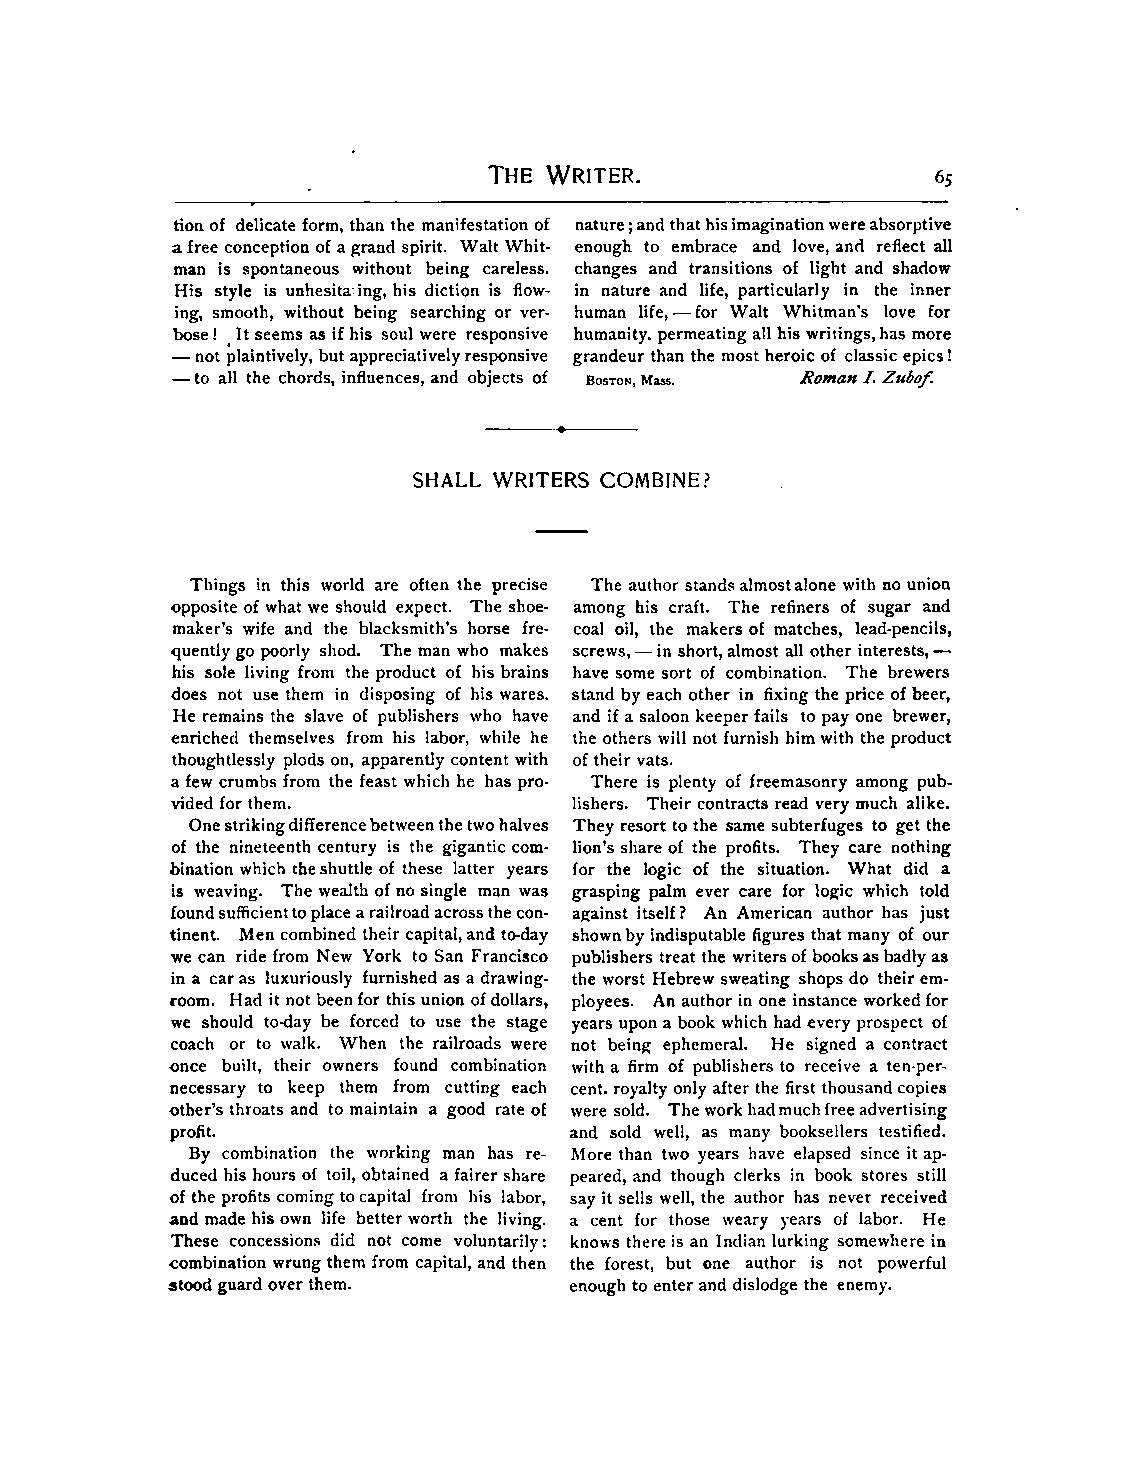 THE WRITER. 65
tion of delicate form, than the manifestation of
a free conception of a grand spirit. Walt Whit-
man is spontaneous without being careless.
His style is unhesitating, his diction is flow-
ing, smooth, without being searching or ver-
bose! It seems as if his soul were responsive
— not plaintively, but appreciatively responsive
— to all the chords, influences, and objects of
nature; and that his imagination were absorptive
enough to embrace and love, and reflect all
changes and transitions of light and shadow
in nature and life, particularly in the inner
human life, — for Walt Whitman's love for
humanity. permeating all his writings, has more
grandeur than the most heroic of classic epics!
BOSTON, Mass. Roman I. Zubof.
SHALL WRITERS COMBINE?
Things in this world are often the precise
opposite of what we should expect. The shoe-
maker's wife and the blacksmith's horse fre-
quently go poorly shod. The man who makes
his sole living from the product of his brains
does not use them in disposing of his wares.
He remains the slave of publishers who have
enriched themselves from his labor, while he
thoughtlessly plods on, apparently content with
a few crumbs from the feast which he has pro-
vided for them.
One striking difference between the two halves
of the nineteenth century is the gigantic com-
bination which the shuttle of these latter years
is weaving. The wealth of no single man was
found sufficient to place a railroad across the con-
tinent. Men combined their capital, and to-day
we can ride from New York to San Francisco
in a car as luxuriously furnished as a drawing-
room. Had it not been for this union of dollars,
we should to-day be forced to use the stage
coach or to walk. When the railroads were
once built, their owners found combination
necessary to keep them from cutting each
other's throats and to maintain a good rate of
profit.
By combination the working man has re-
duced his hours of toil, obtained a fairer share
of the profits coming to capital from his labor,
and made his own life better worth the living.
These concessions did not come voluntarily:
combination wrung them from capital, and then
stood guard over them.
The author stands almost alone with no union
among his craft. The refiners of sugar and
coal oil, the makers of matches, lead-pencils,
screws, — in short, almost all other interests, —
have some sort of combination. The brewers
stand by each other in fixing the price of beer,
and if a saloon keeper fails to pay one brewer,
the others will not furnish him with the product
of their vats.
There is plenty of freemasonry among pub-
lishers. Their contracts read very much alike.
They resort to the same subterfuges to get the
lion's share of the profits. They care nothing
for the logic of the situation. What did a
grasping palm ever care for logic which told
against itself? An American author has just
shown by indisputable figures that many of our
publishers treat the writers of books as badly as
the worst Hebrew sweating shops do their em-
ployees. An author in one instance worked for
years upon a book which had every prospect of
not being ephemeral. He signed a contract
with a firm of publishers to receive a ten-per-
cent. royalty only after the first thousand copies
were sold. The work had much free advertising
and sold well, as many booksellers testified.
More than two years have elapsed since it ap-
peared, and though clerks in book stores still
say it sells well, the author has never received
a cent for those weary years of labor. He
knows there is an Indian lurking somewhere in
the forest, but one author is not powerful
enough to enter and dislodge the enemy.